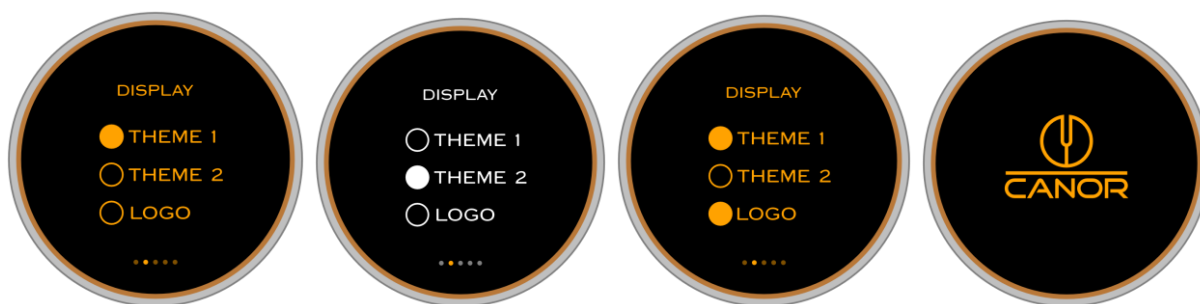 DISPLAY
THEME 1
THEME 2
LOGO
DISPLAY
THEME 1
THEME 2
LOGO
DISPLAY
THEME 1
THEME 2
LOGO
CANOR